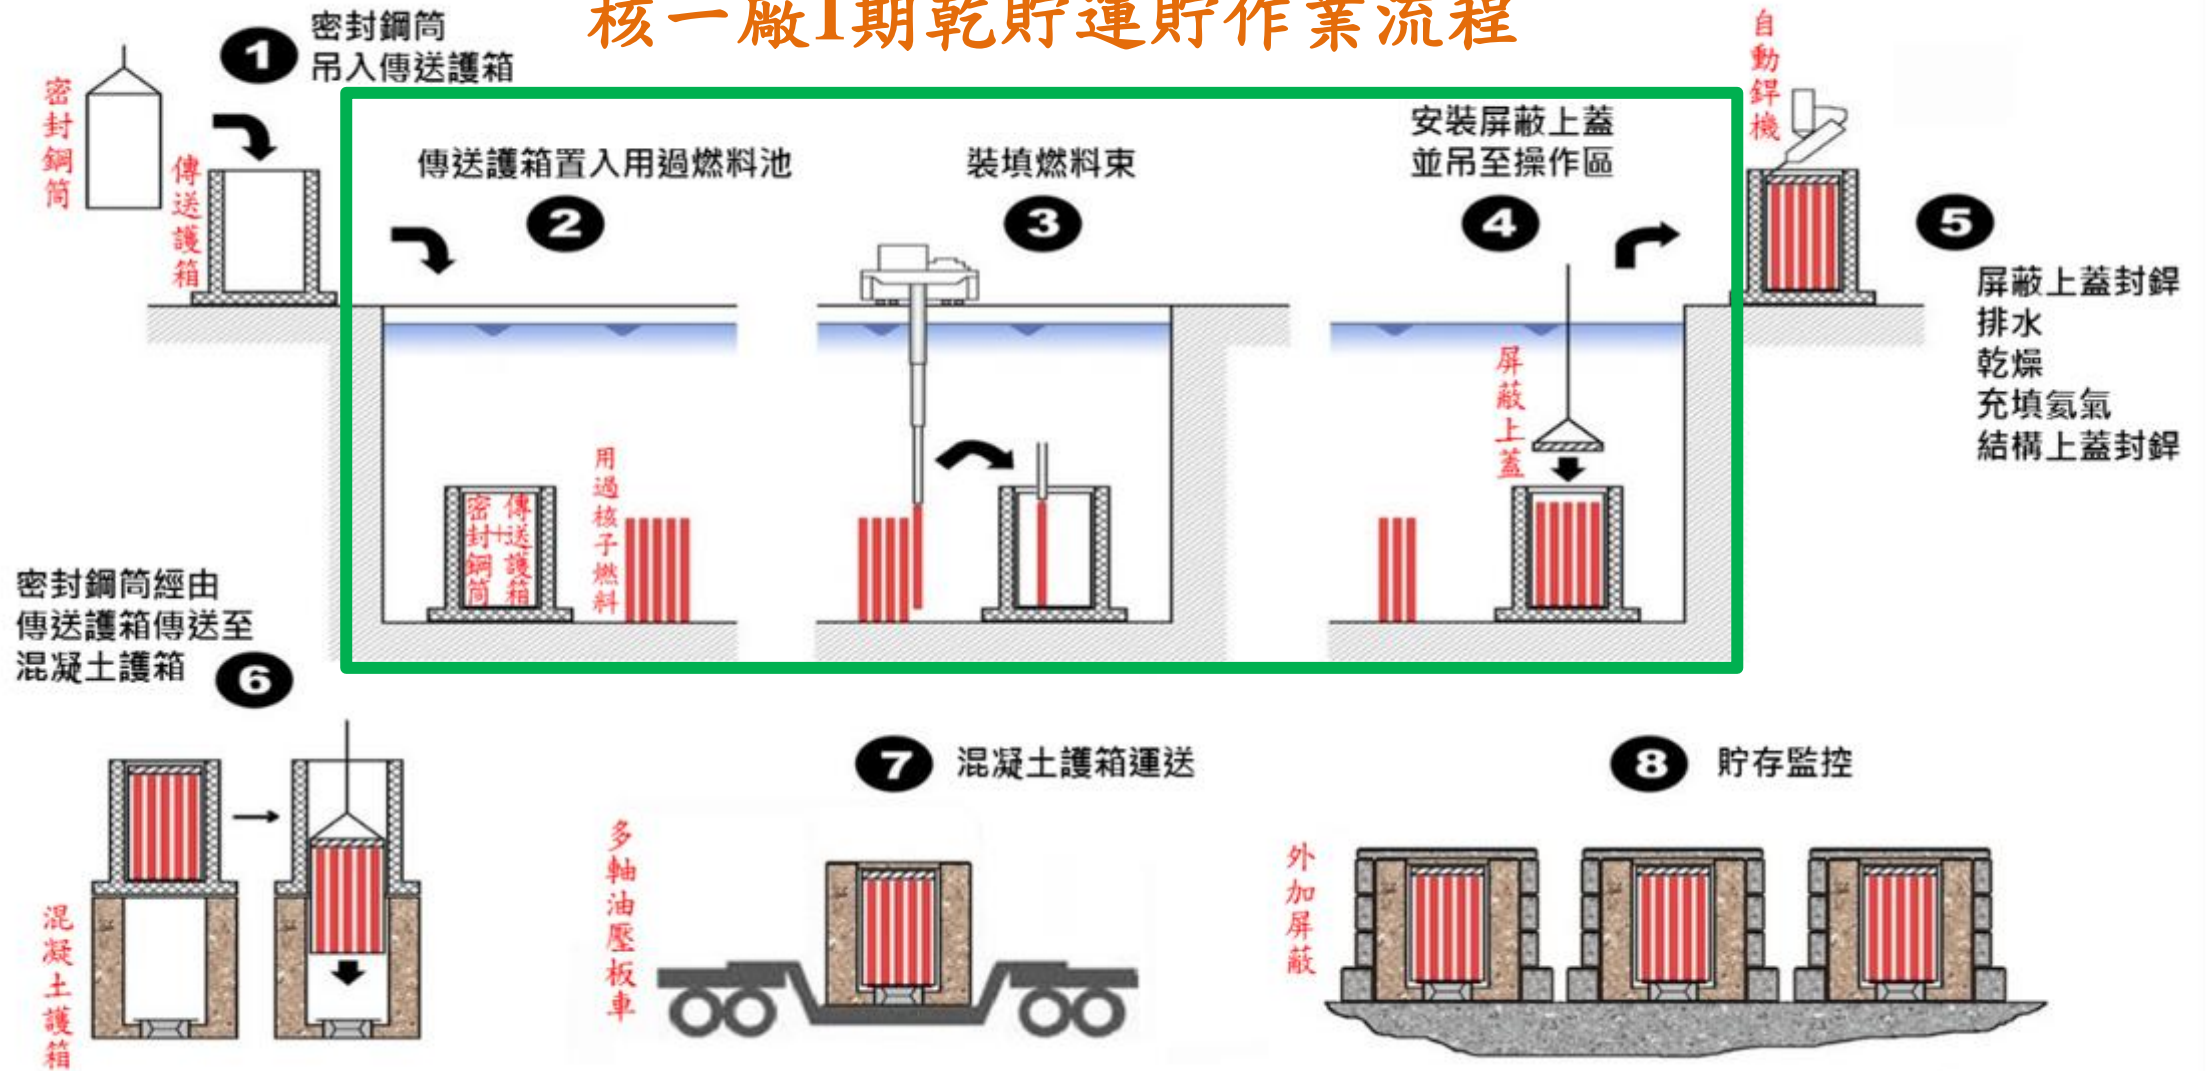 核一廠1期乾貯運貯作業流程
1
密封鋼筒
吊入傳送護箱
密封鋼筒
傳送護箱
傳送護箱置入用過燃料池
2
密封鋼筒
+
傳送護箱
用過核子燃料
裝填燃料束
3
安裝屏蔽上蓋
並吊至操作區
4
屏蔽上蓋
自動銲機
5
屏蔽上蓋封銲
排水
乾燥
充填氦氣
結構上蓋封銲
密封鋼筒經由
傳送護箱傳送至
混凝土護箱
6
混凝土護箱
7
混凝土護箱運送
多軸油壓板車
8
貯存監控
外加屏蔽